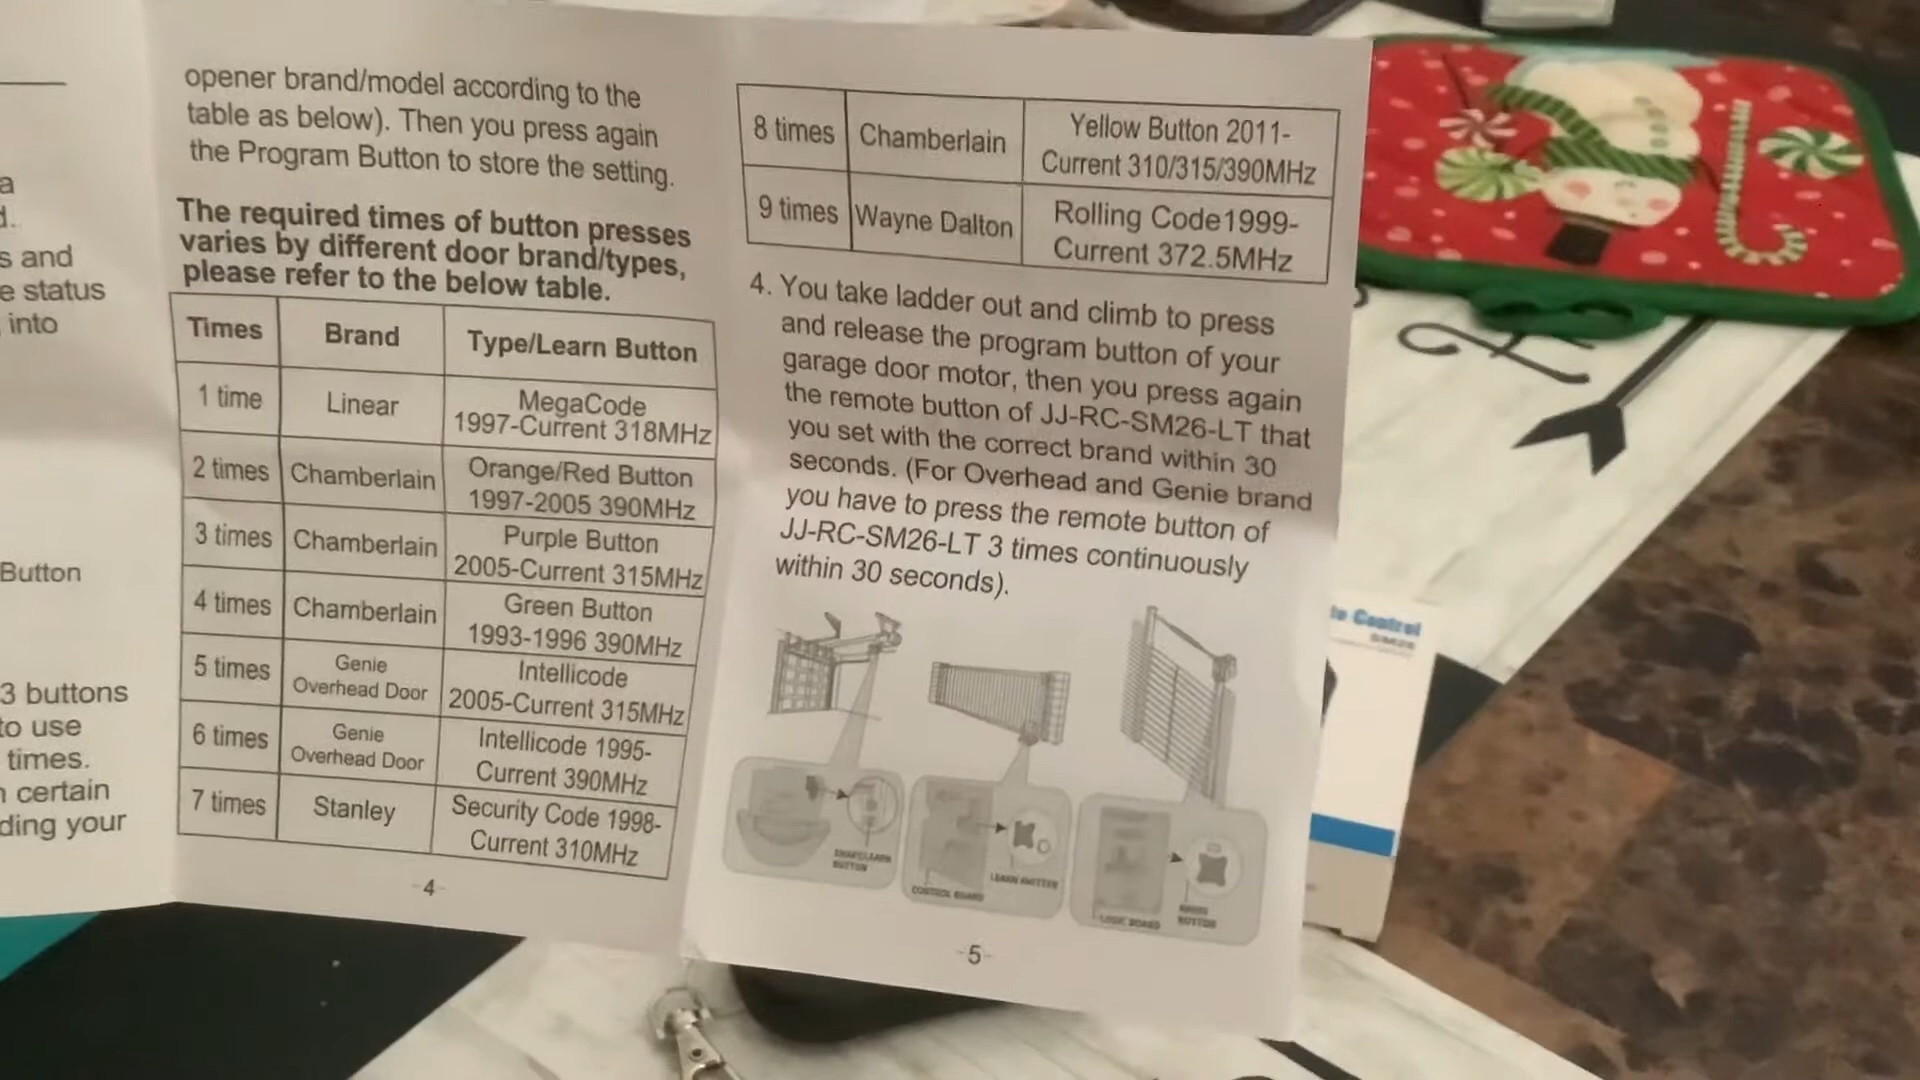 a
d.
s and
e status
into
Button
3 buttons
to use
times.
certain
ding your
opener brand/model according to the
table as below). Then you press again
the Program Button to store the setting.
The required times of button presses
varies by different door brand/types,
please refer to the below table.
Times Brand Type/Learn Button
1 time Linear MegaCode
1997-Current 318MHz
2 times Chamberlain Orange/Red Button
1997-2005 390MHz
3 times Chamberlain Purple Button
2005-Current 315MHz
4 times Chamberlain Green Button
1993-1996 390MHz
5 times Genie
Overhead Door Intellicode
2005-Current 315MHz
6 times Genie
Overhead Door Intellicode 1995-
Current 390MHz
7 times Stanley Security Code 1998-
Current 310MHz
-4-
8 times Chamberlain Yellow Button 2011-
Current 310/315/390MHz
9 times Wayne Dalton Rolling Code1999-
Current 372.5MHz
4. You take ladder out and climb to press
and release the program button of your
garage door motor, then you press again
the remote button of JJ-RC-SM26-LT that
you set with the correct brand within 30
seconds. (For Overhead and Genie brand
you have to press the remote button of
JJ-RC-SM26-LT 3 times continuously
within 30 seconds).
BUTTON
CONTROL BOARD
LOGIC BOARD
BUTTON
-5-
Control
SM26